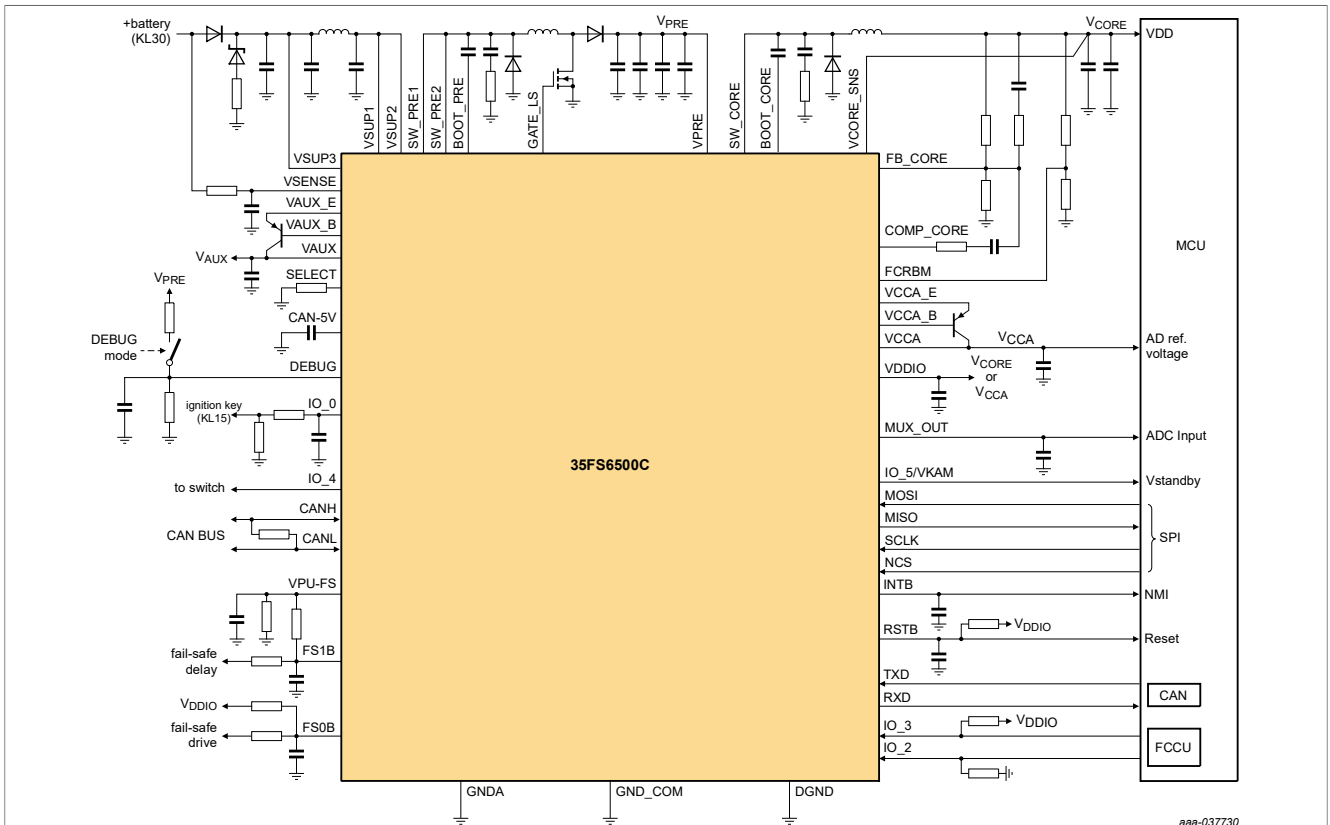 +battery
(KL30)
VPRE
VCORE
VDD
VSUP1
VSUP2
SW_PRE1
SW_PRE2
BOOT_PRE
GATE_LS
VPRE
SW_CORE
BOOT_CORE
VCORE_SNS
VSUP3
VSENSE
VAUX_E
VAUX_B
VAUX
VAUX
SELECT
VPRE
CAN-5V
DEBUG
mode
DEBUG
ignition key
(KL15)
IO_0
to switch
IO_4
CANH
CAN BUS
CANL
VPU-FS
fail-safe
delay
FS1B
VDDIO
fail-safe
drive
FS0B
35FS6500C
GNDA
GND_COM
DGND
FB_CORE
COMP_CORE
FCRBM
VCCA_E
VCCA_B
VCCA
VCCA
VDDIO
VCORE
or
VCCA
MUX_OUT
IO_5/VKAM
MOSI
MISO
SCLK
NCS
INTB
RSTB
VDDIO
TXD
RXD
IO_3
VDDIO
IO_2
MCU
AD ref.
voltage
ADC Input
Vstandby
SPI
NMI
Reset
CAN
FCCU
aaa-037730